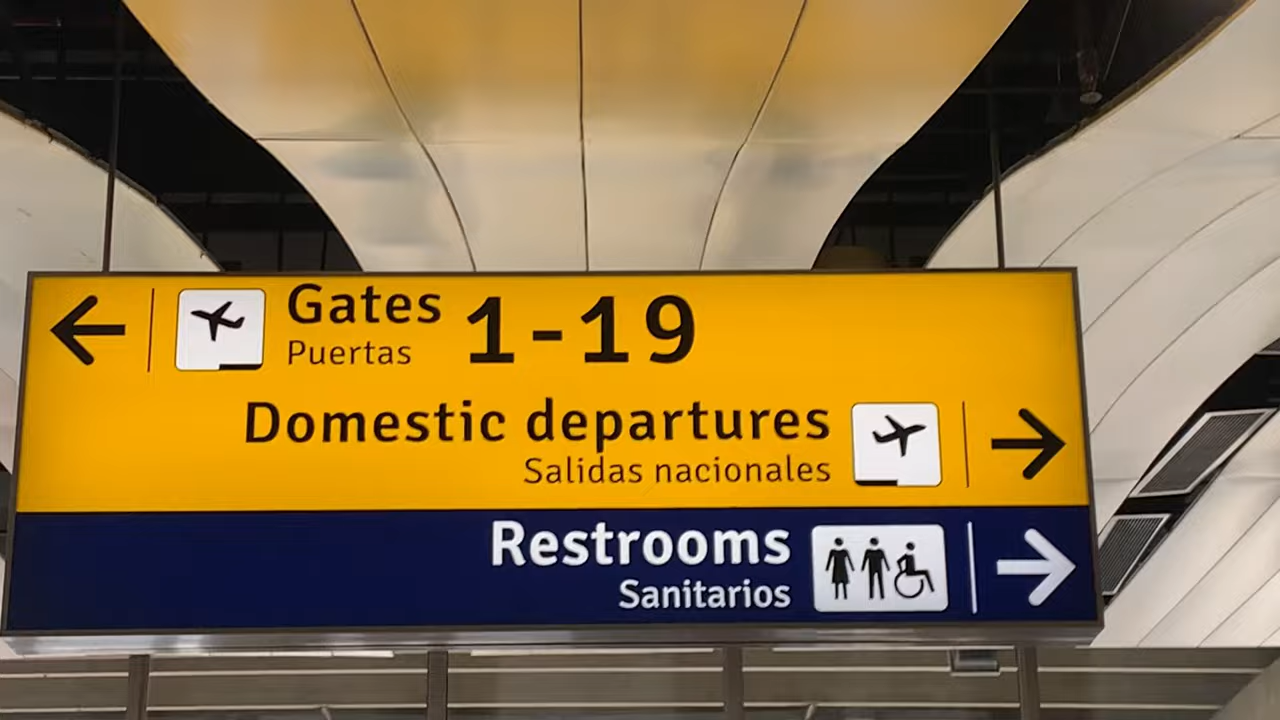 Gates 1-19
Puertas
Domestic departures
Salidas nacionales
Restrooms
Sanitarios